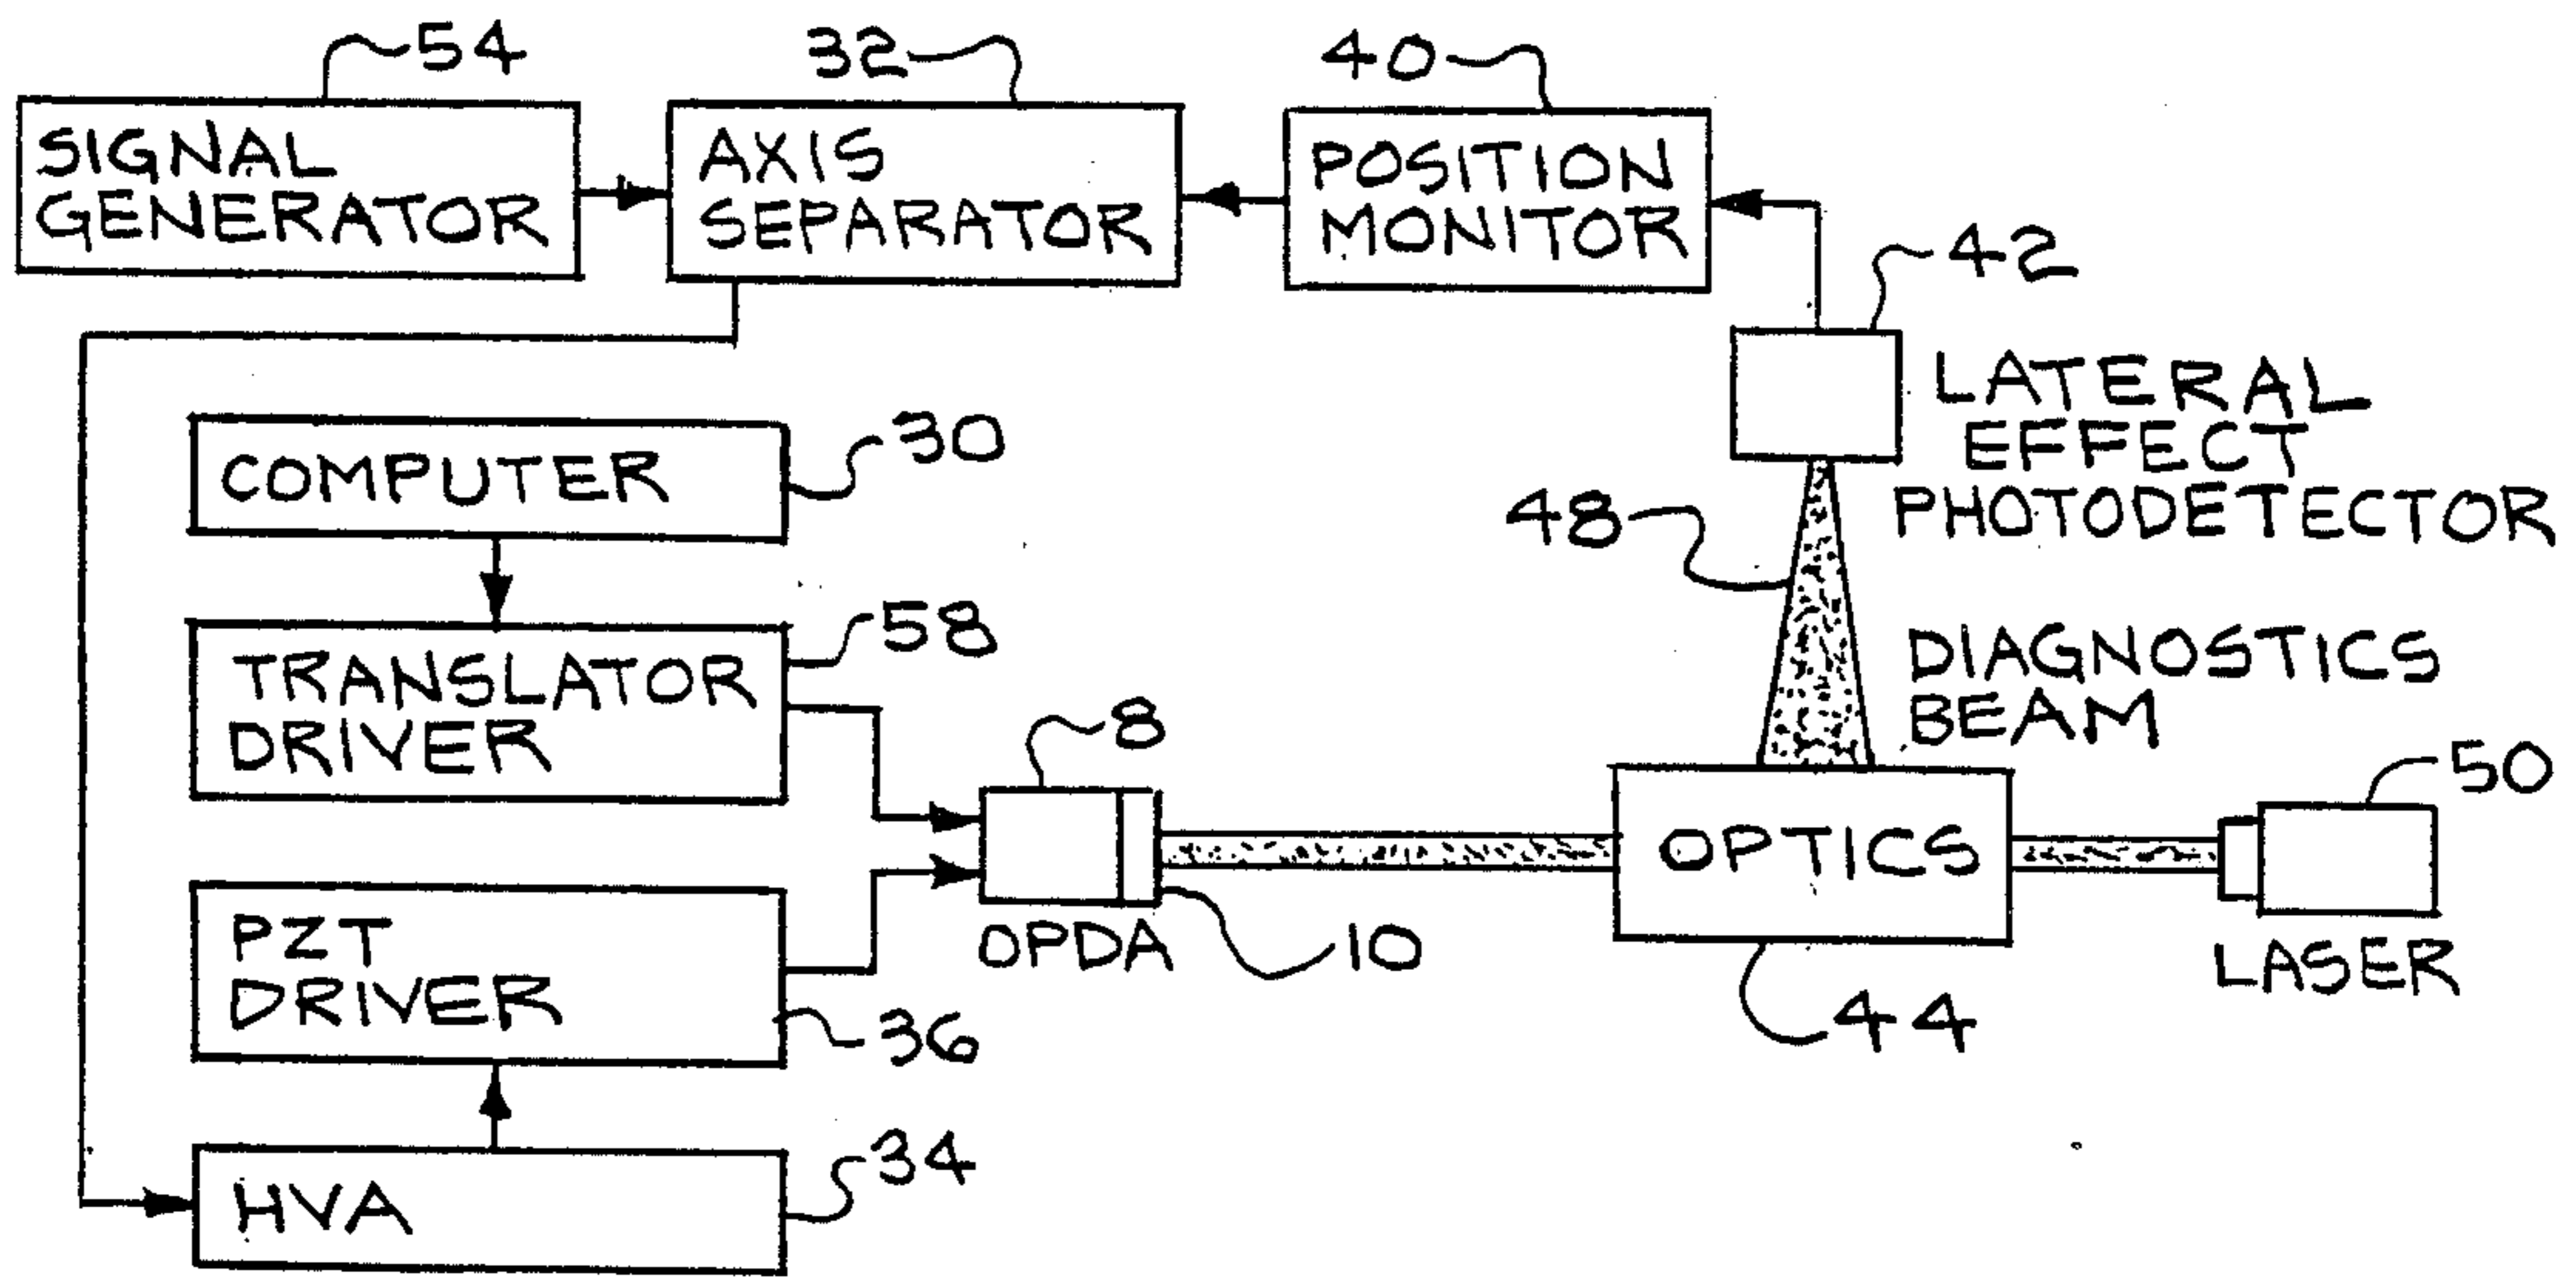 54
32
40
SIGNAL
GENERATOR
AXIS
SEPARATOR
POSITION
MONITOR
42
LATERAL
EFFECT
PHOTODETECTOR
30
COMPUTER
48
58
TRANSLATOR
DRIVER
DIAGNOSTICS
BEAM
8
50
OPTICS
PZT
DRIVER
OPDA
10
LASER
36
44
34
HVA